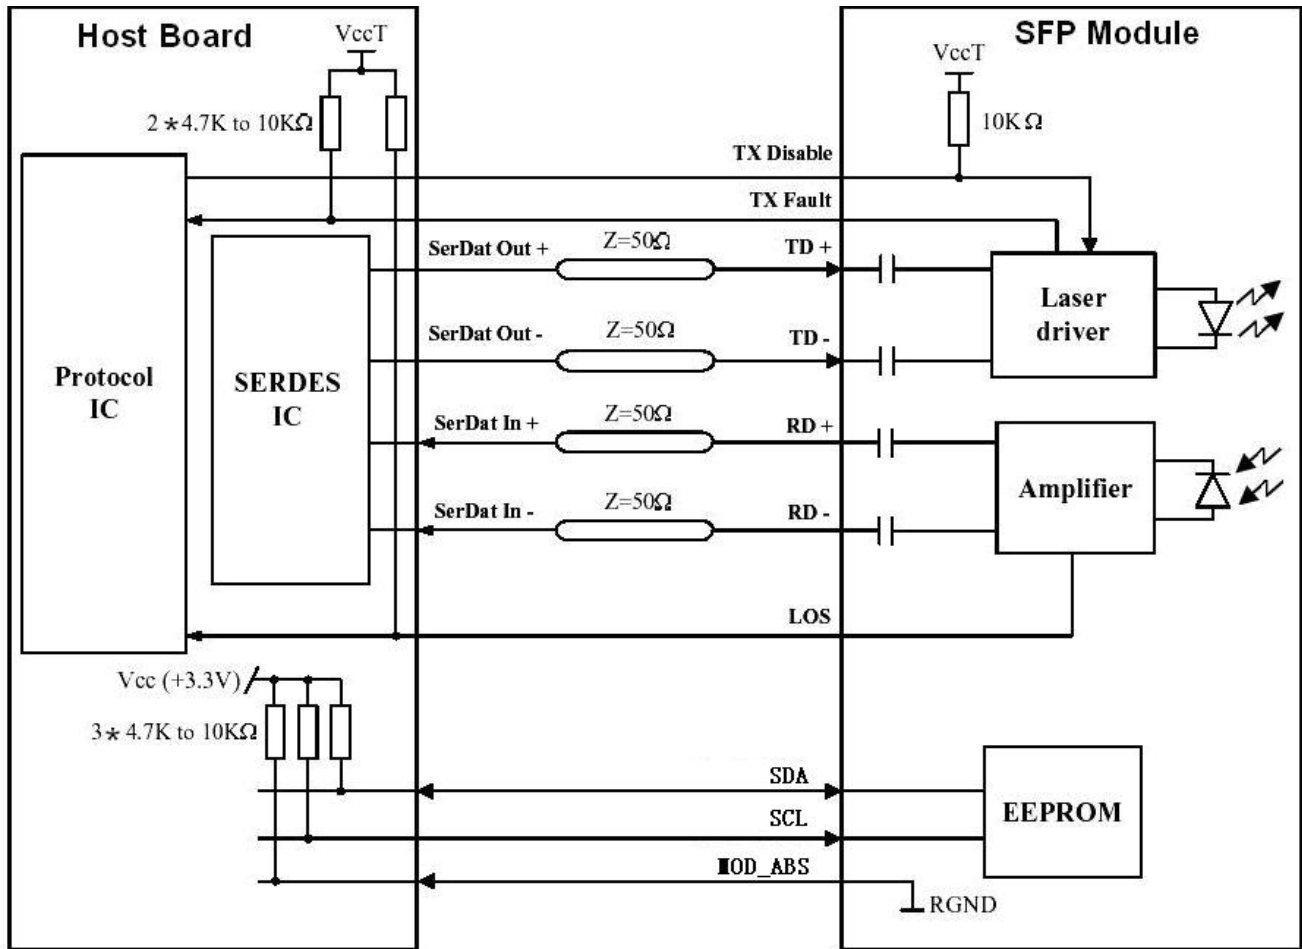 Host Board
VccT
SFP Module
VccT
2*4.7K to 10KΩ
10KΩ
TX Disable
TX Fault
SerDat Out +
Z=50Ω
TD +
Laser
driver
SerDat Out -
Z=50Ω
TD -
Protocol
IC
SERDES
IC
SerDat In +
Z=50Ω
RD +
Amplifier
SerDat In -
Z=50Ω
RD -
LOS
Vcc (+3.3V)
3*4.7K to 10KΩ
SDA
SCL
EEPROM
MOD_ABS
RGND